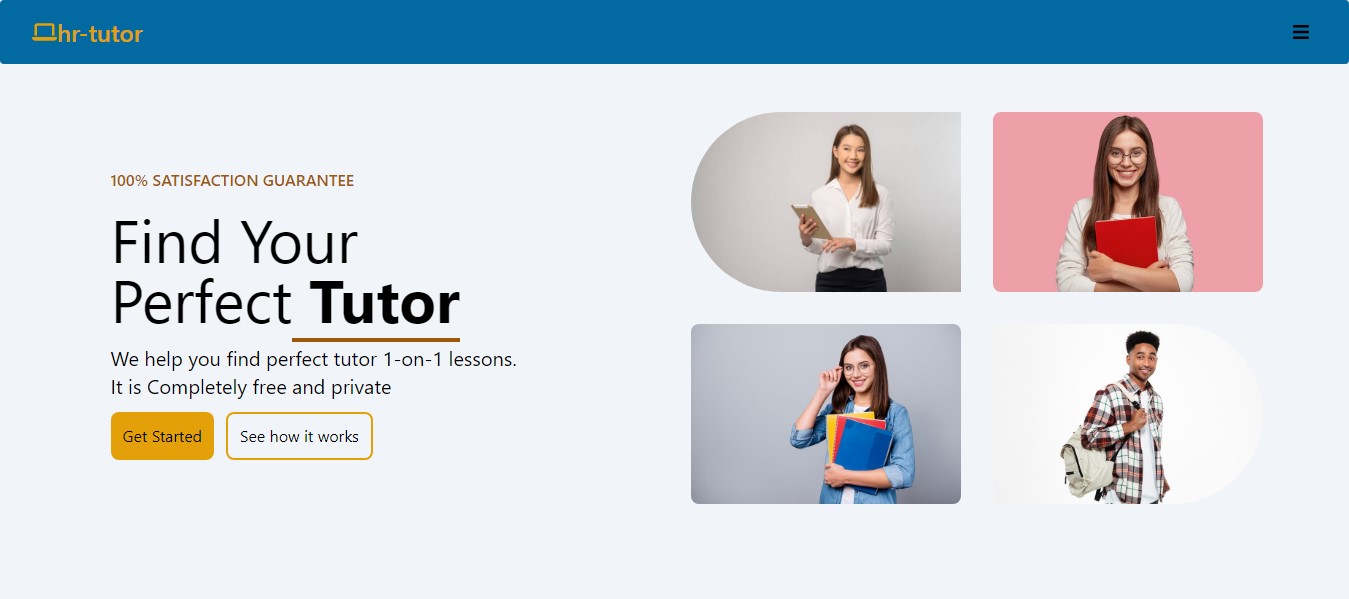 hr-tutor
100% SATISFACTION GUARANTEE
Find Your
Perfect Tutor
We help you find perfect tutor 1-on-1 lessons.
It is Completely free and private
Get Started
See how it works